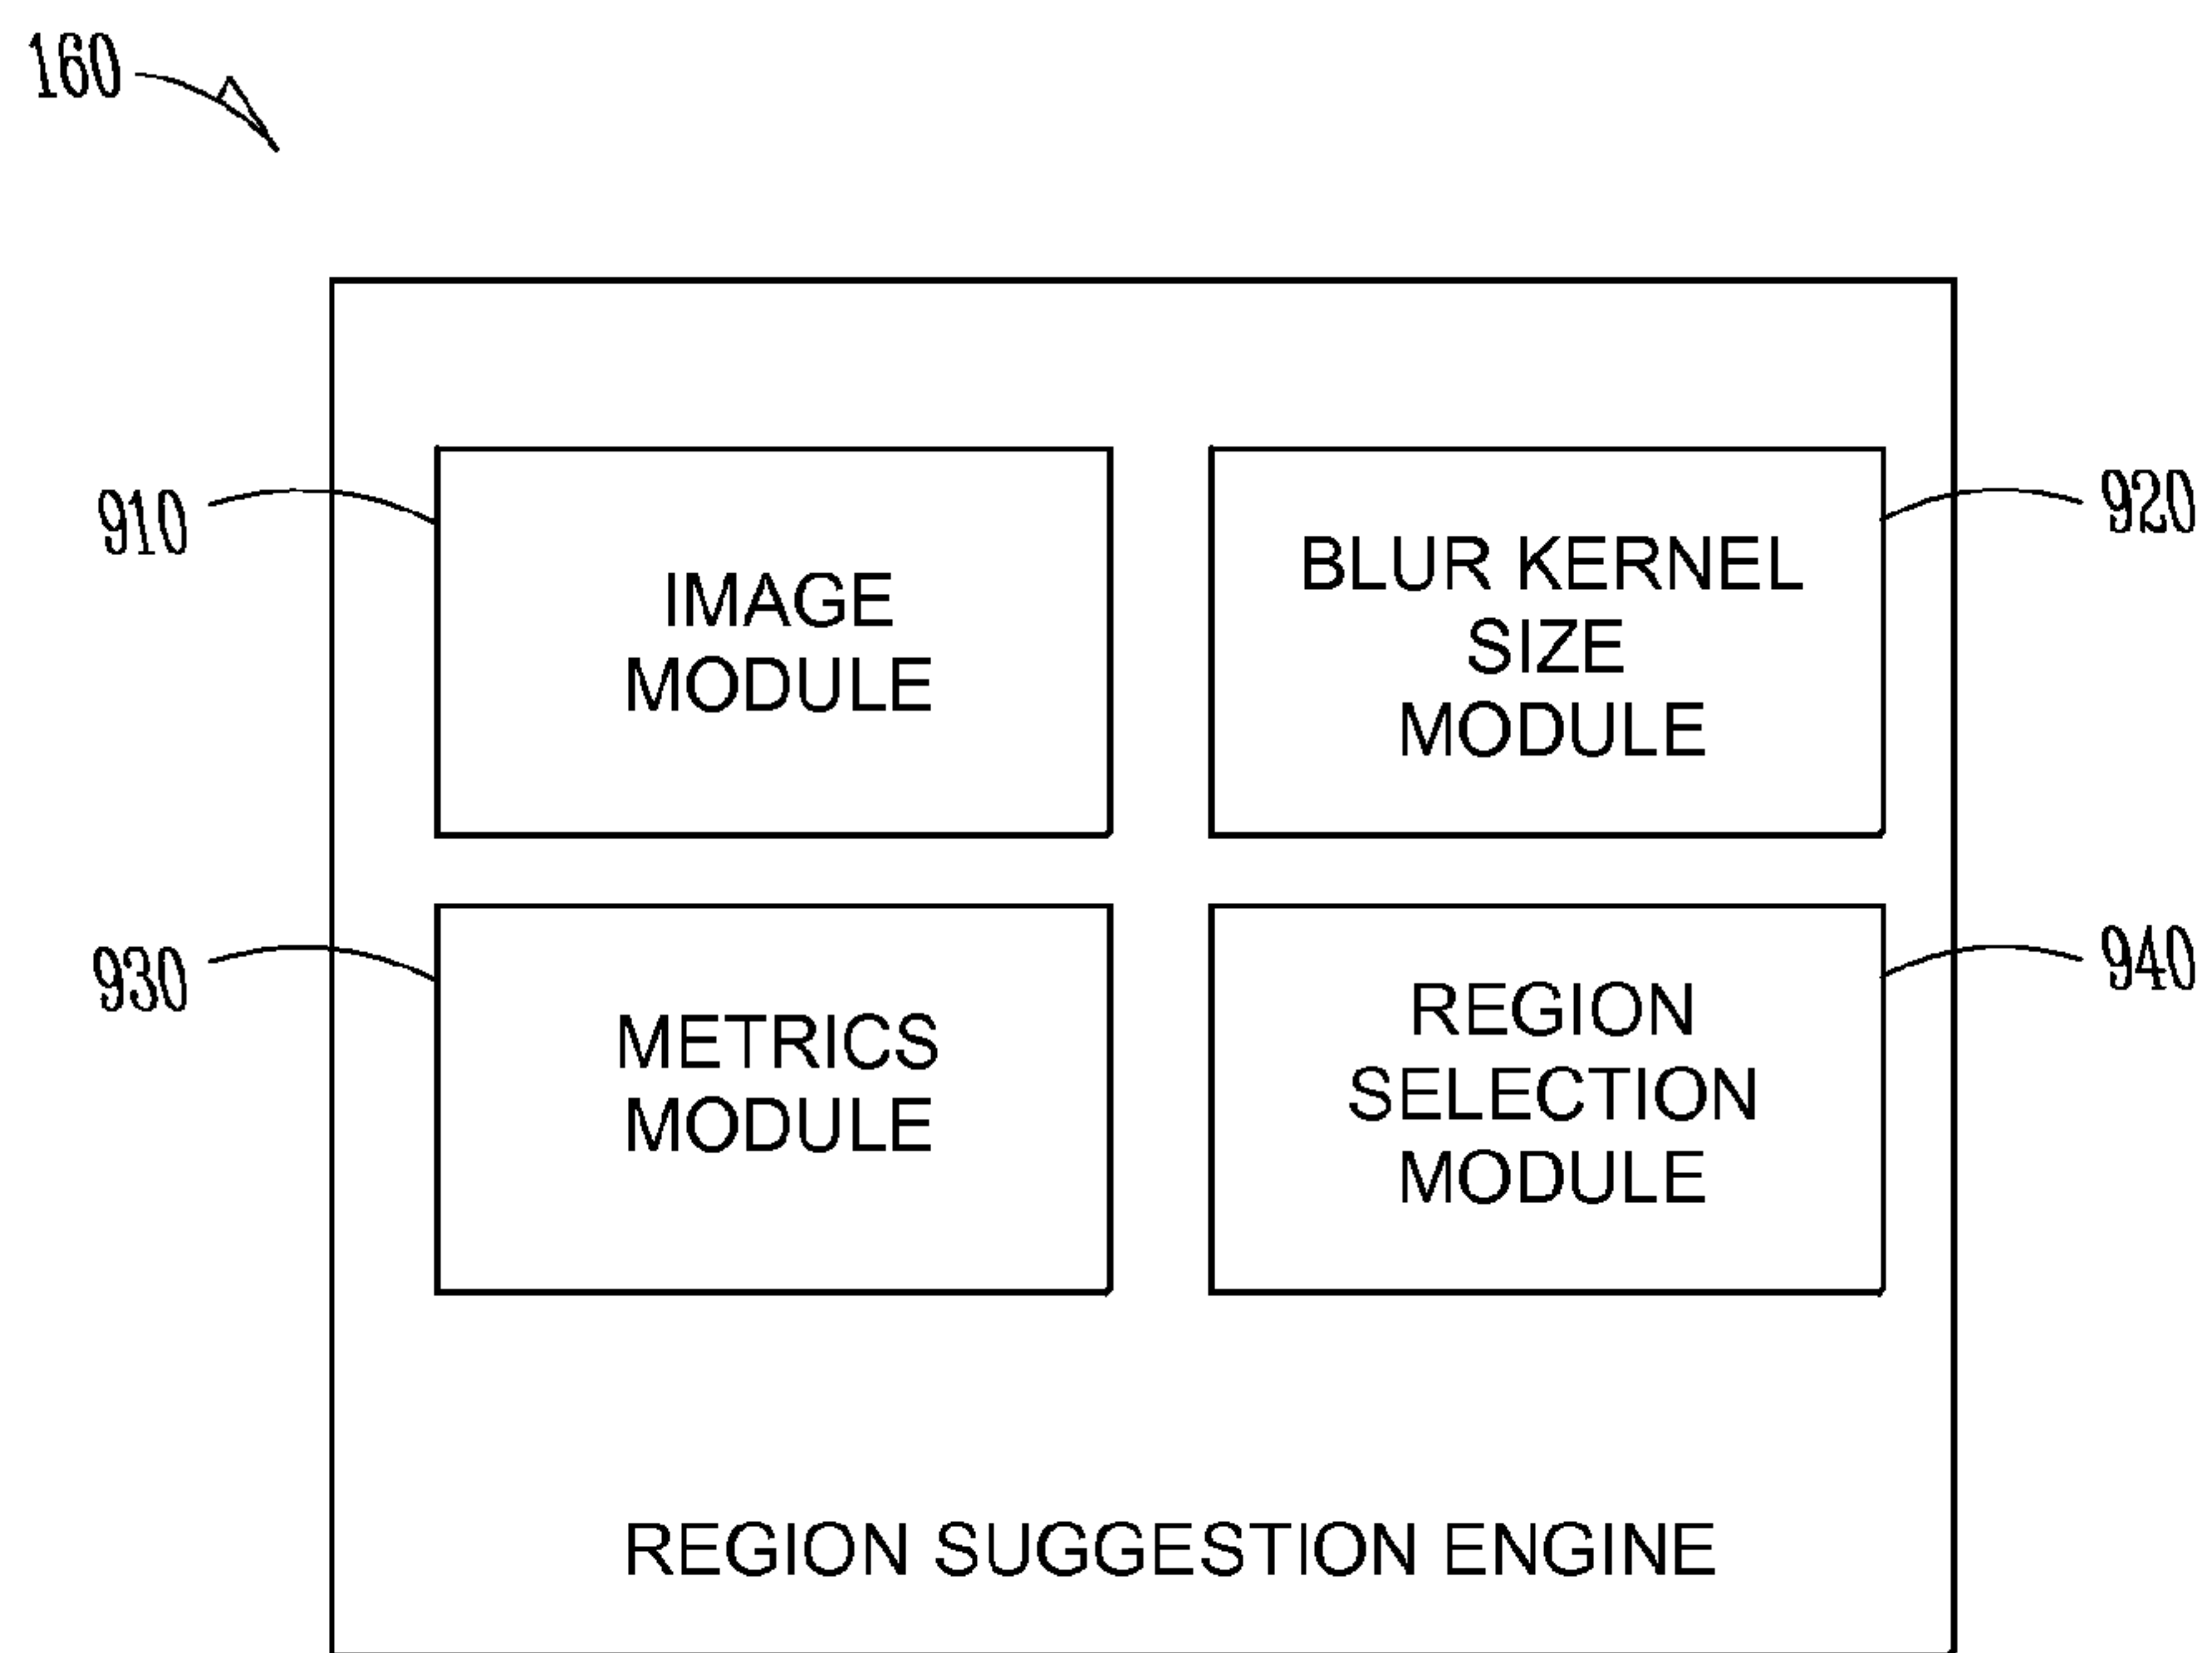 160
910
IMAGE
MODULE
920
BLUR KERNEL
SIZE
MODULE
930
METRICS
MODULE
940
REGION
SELECTION
MODULE
REGION SUGGESTION ENGINE